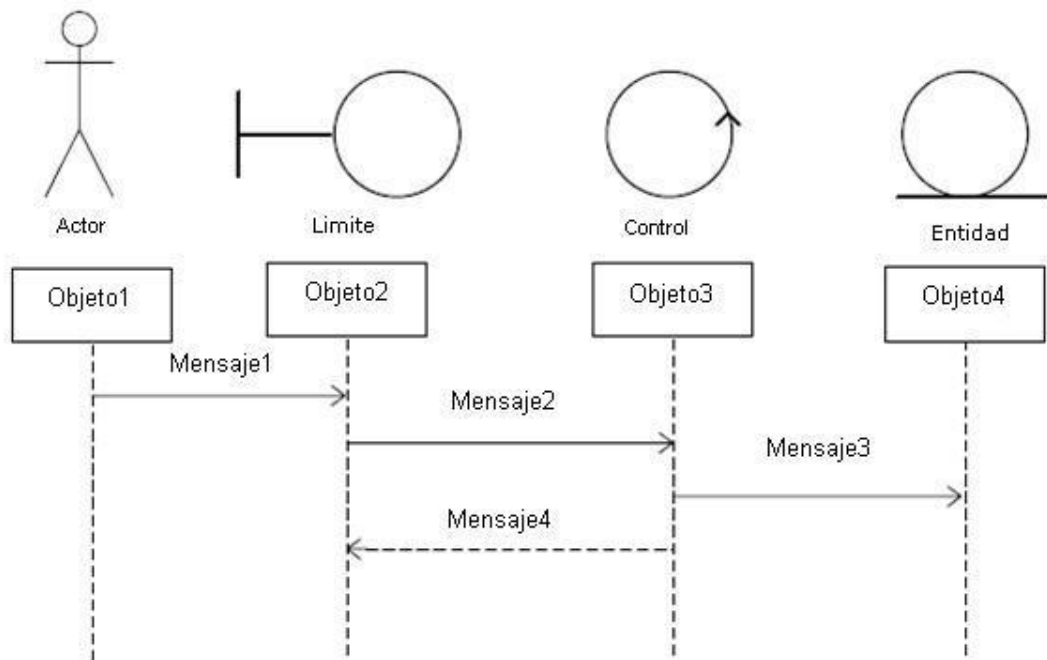 Actor
Limite
Control
Entidad
Objeto1
Objeto2
Objeto3
Objeto4
Mensaje1
Mensaje2
Mensaje3
Mensaje4